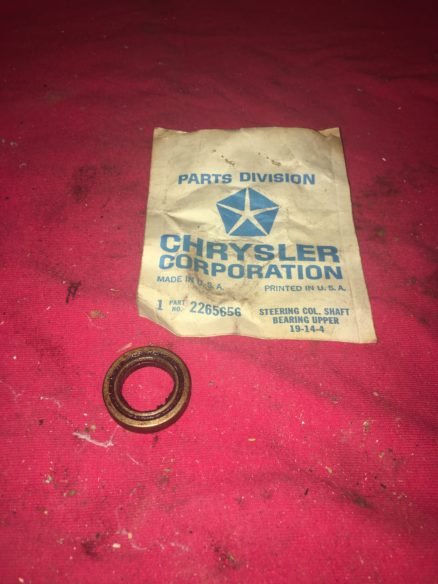 PARTS DIVISION
CHRYSLER
CORPORATION
MADE IN U.S.A. PRINTED IN U.S.A.
1 PART NO. 2265656
STEERING COL. SHAFT
BEARING UPPER
19-14-4